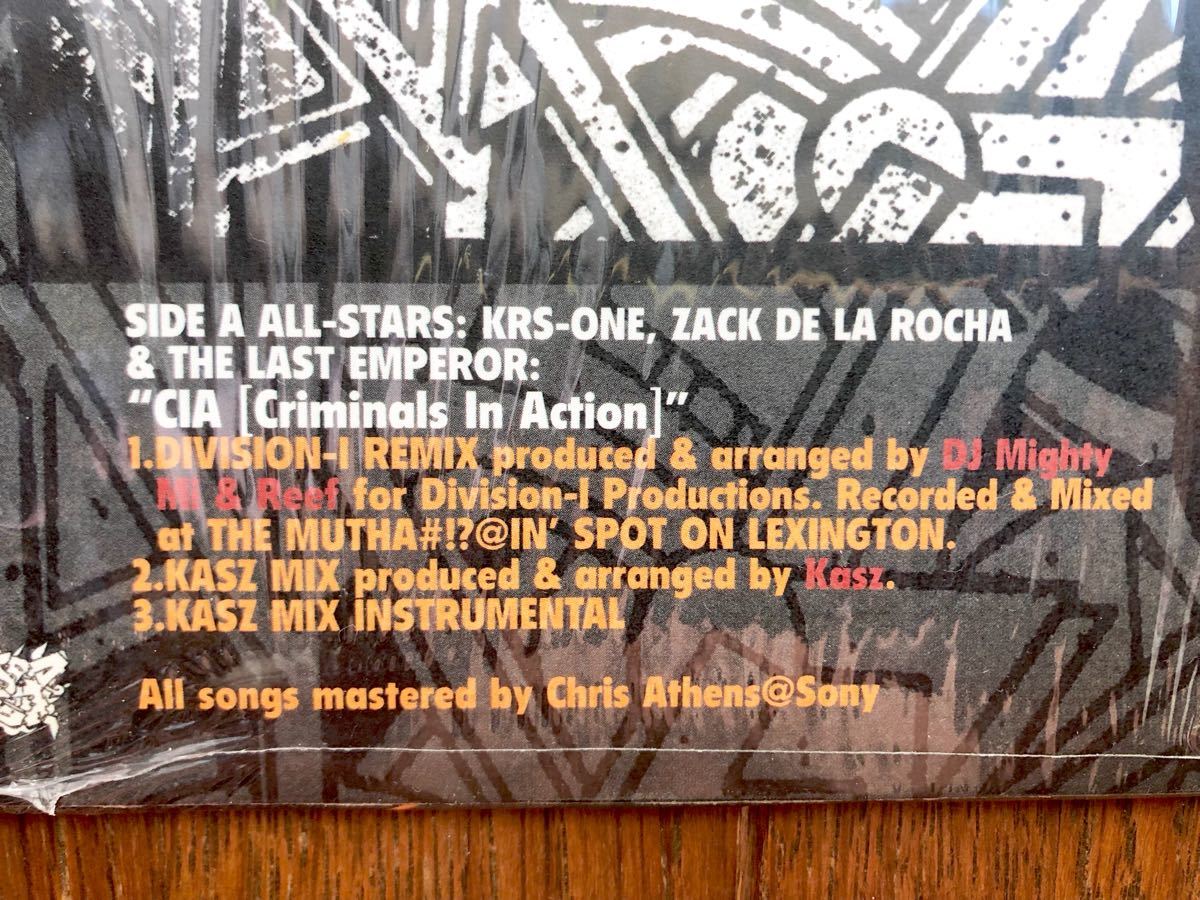 SIDE A ALL-STARS: KRS-ONE, ZACK DE LA ROCHA
& THE LAST EMPEROR:
“CIA [Criminals In Action]”
1.DIVISION-I REMIX produced & arranged by DJ Mighty
Mi & Reef for Division-I Productions. Recorded & Mixed
at THE MUTHA#!?@IN’ SPOT ON LEXINGTON.
2.KASZ MIX produced & arranged by Kasz.
3.KASZ MIX INSTRUMENTAL
All songs mastered by Chris Athens@Sony